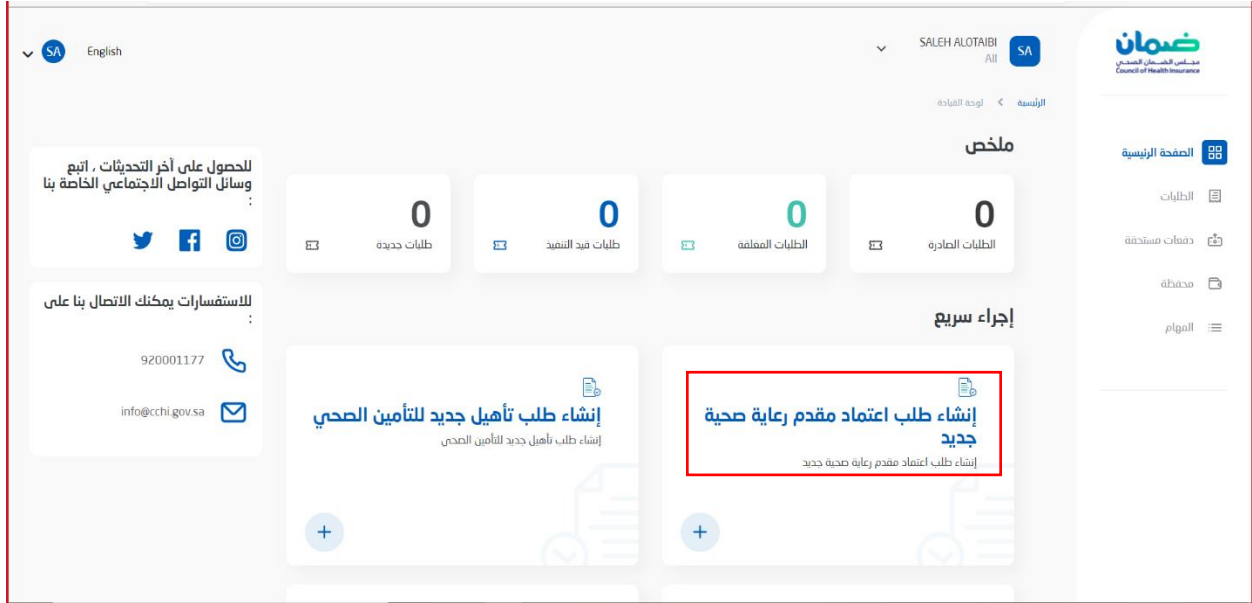 ضمان
مجلس الضمان الصحي
Council of Health Insurance
الصفحة الرئيسية
الطلبات
دفعات مستحقة
محفظة
المهام
SA
SALEH ALOTAIBI
All
English
SA
الرئيسية
لوحة القيادة
ملخص
0
الطلبات الصادرة
0
الطلبات المغلقة
0
طلبات قيد التنفيذ
0
طلبات جديدة
إجراء سريع
إنشاء طلب اعتماد مقدم رعاية صحية
جديد
إنشاء طلب اعتماد مقدم رعاية صحية جديد
+
إنشاء طلب تأهيل جديد للتأمين الصحي
إنشاء طلب تأهيل جديد للتأمين الصحي
+
للحصول على آخر التحديثات ، اتبع
وسائل التواصل الاجتماعي الخاصة بنا
:
للاستفسارات يمكنك الاتصال بنا على
:
920001177
info@cchi.gov.sa